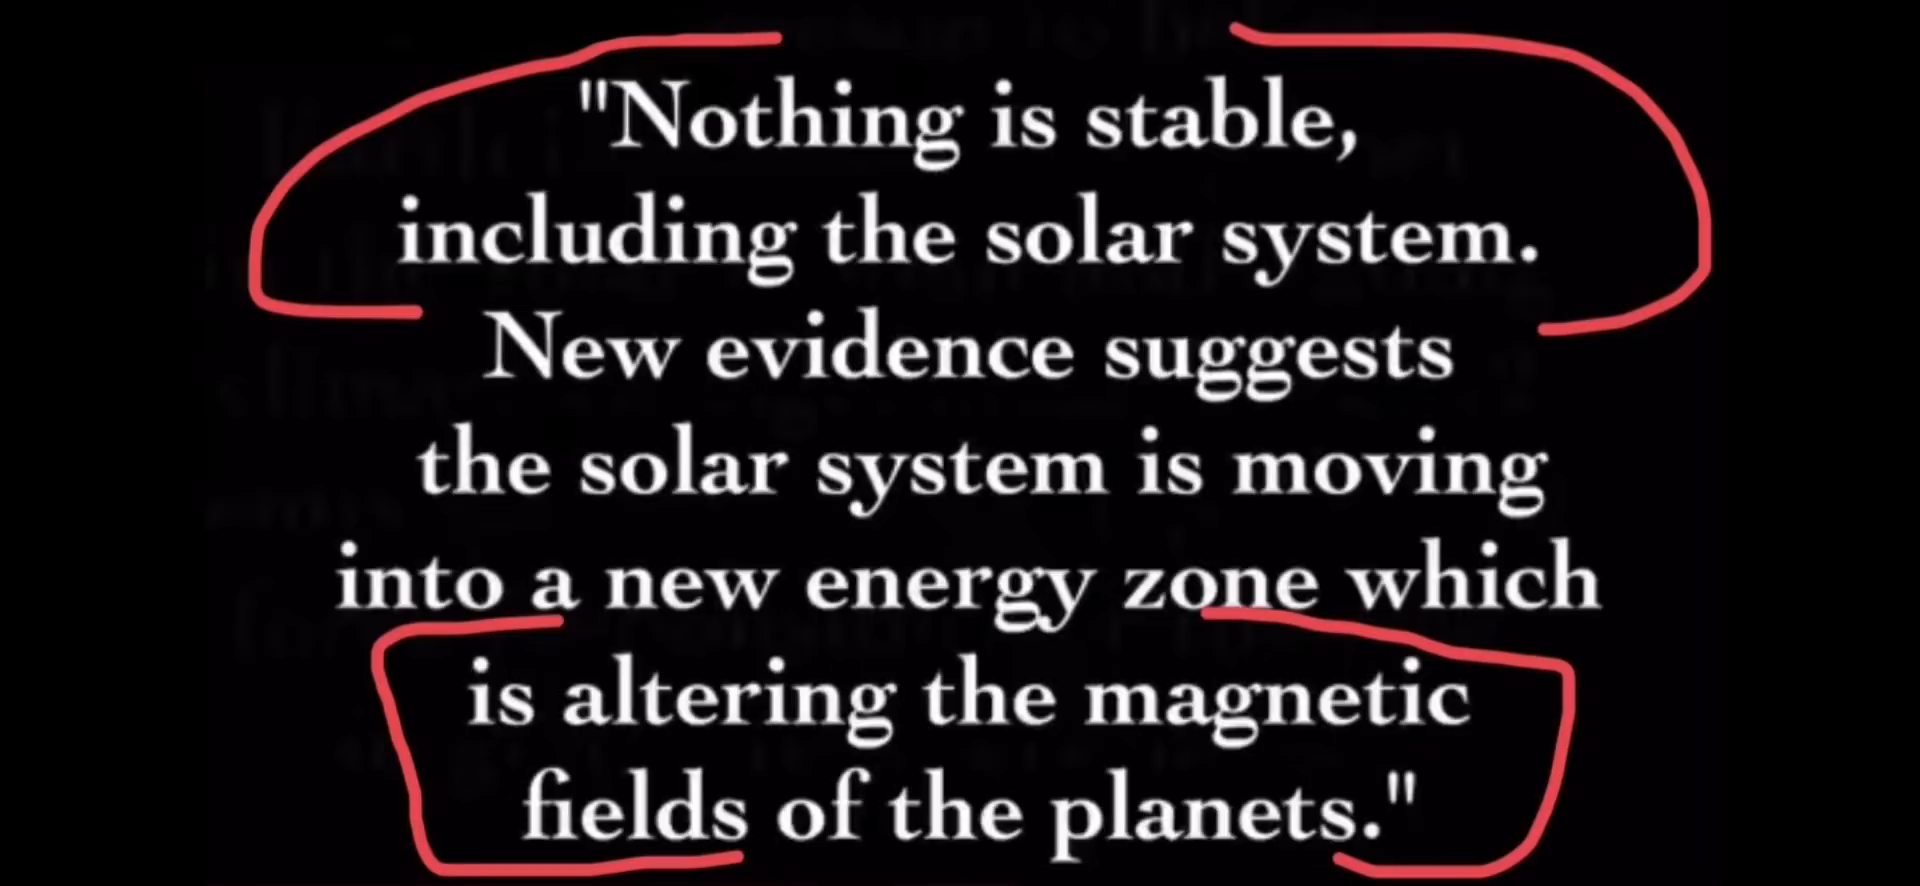 "Nothing is stable,
including the solar system.
New evidence suggests
the solar system is moving
into a new energy zone which
is altering the magnetic
fields of the planets."